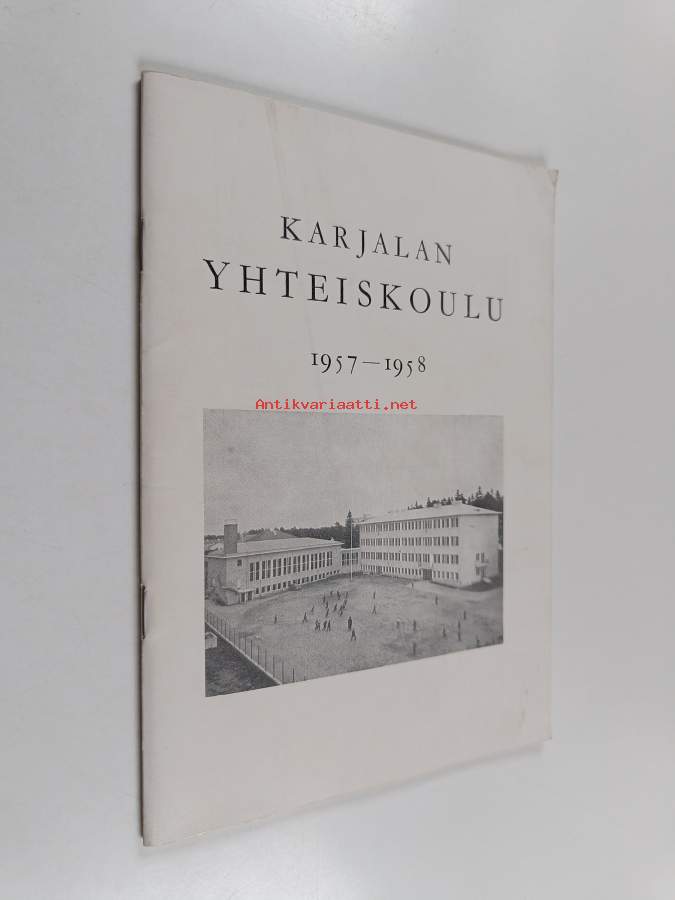 KARJALAN
YHTEISKOULU
1957—1958
Antikvariaatti.net